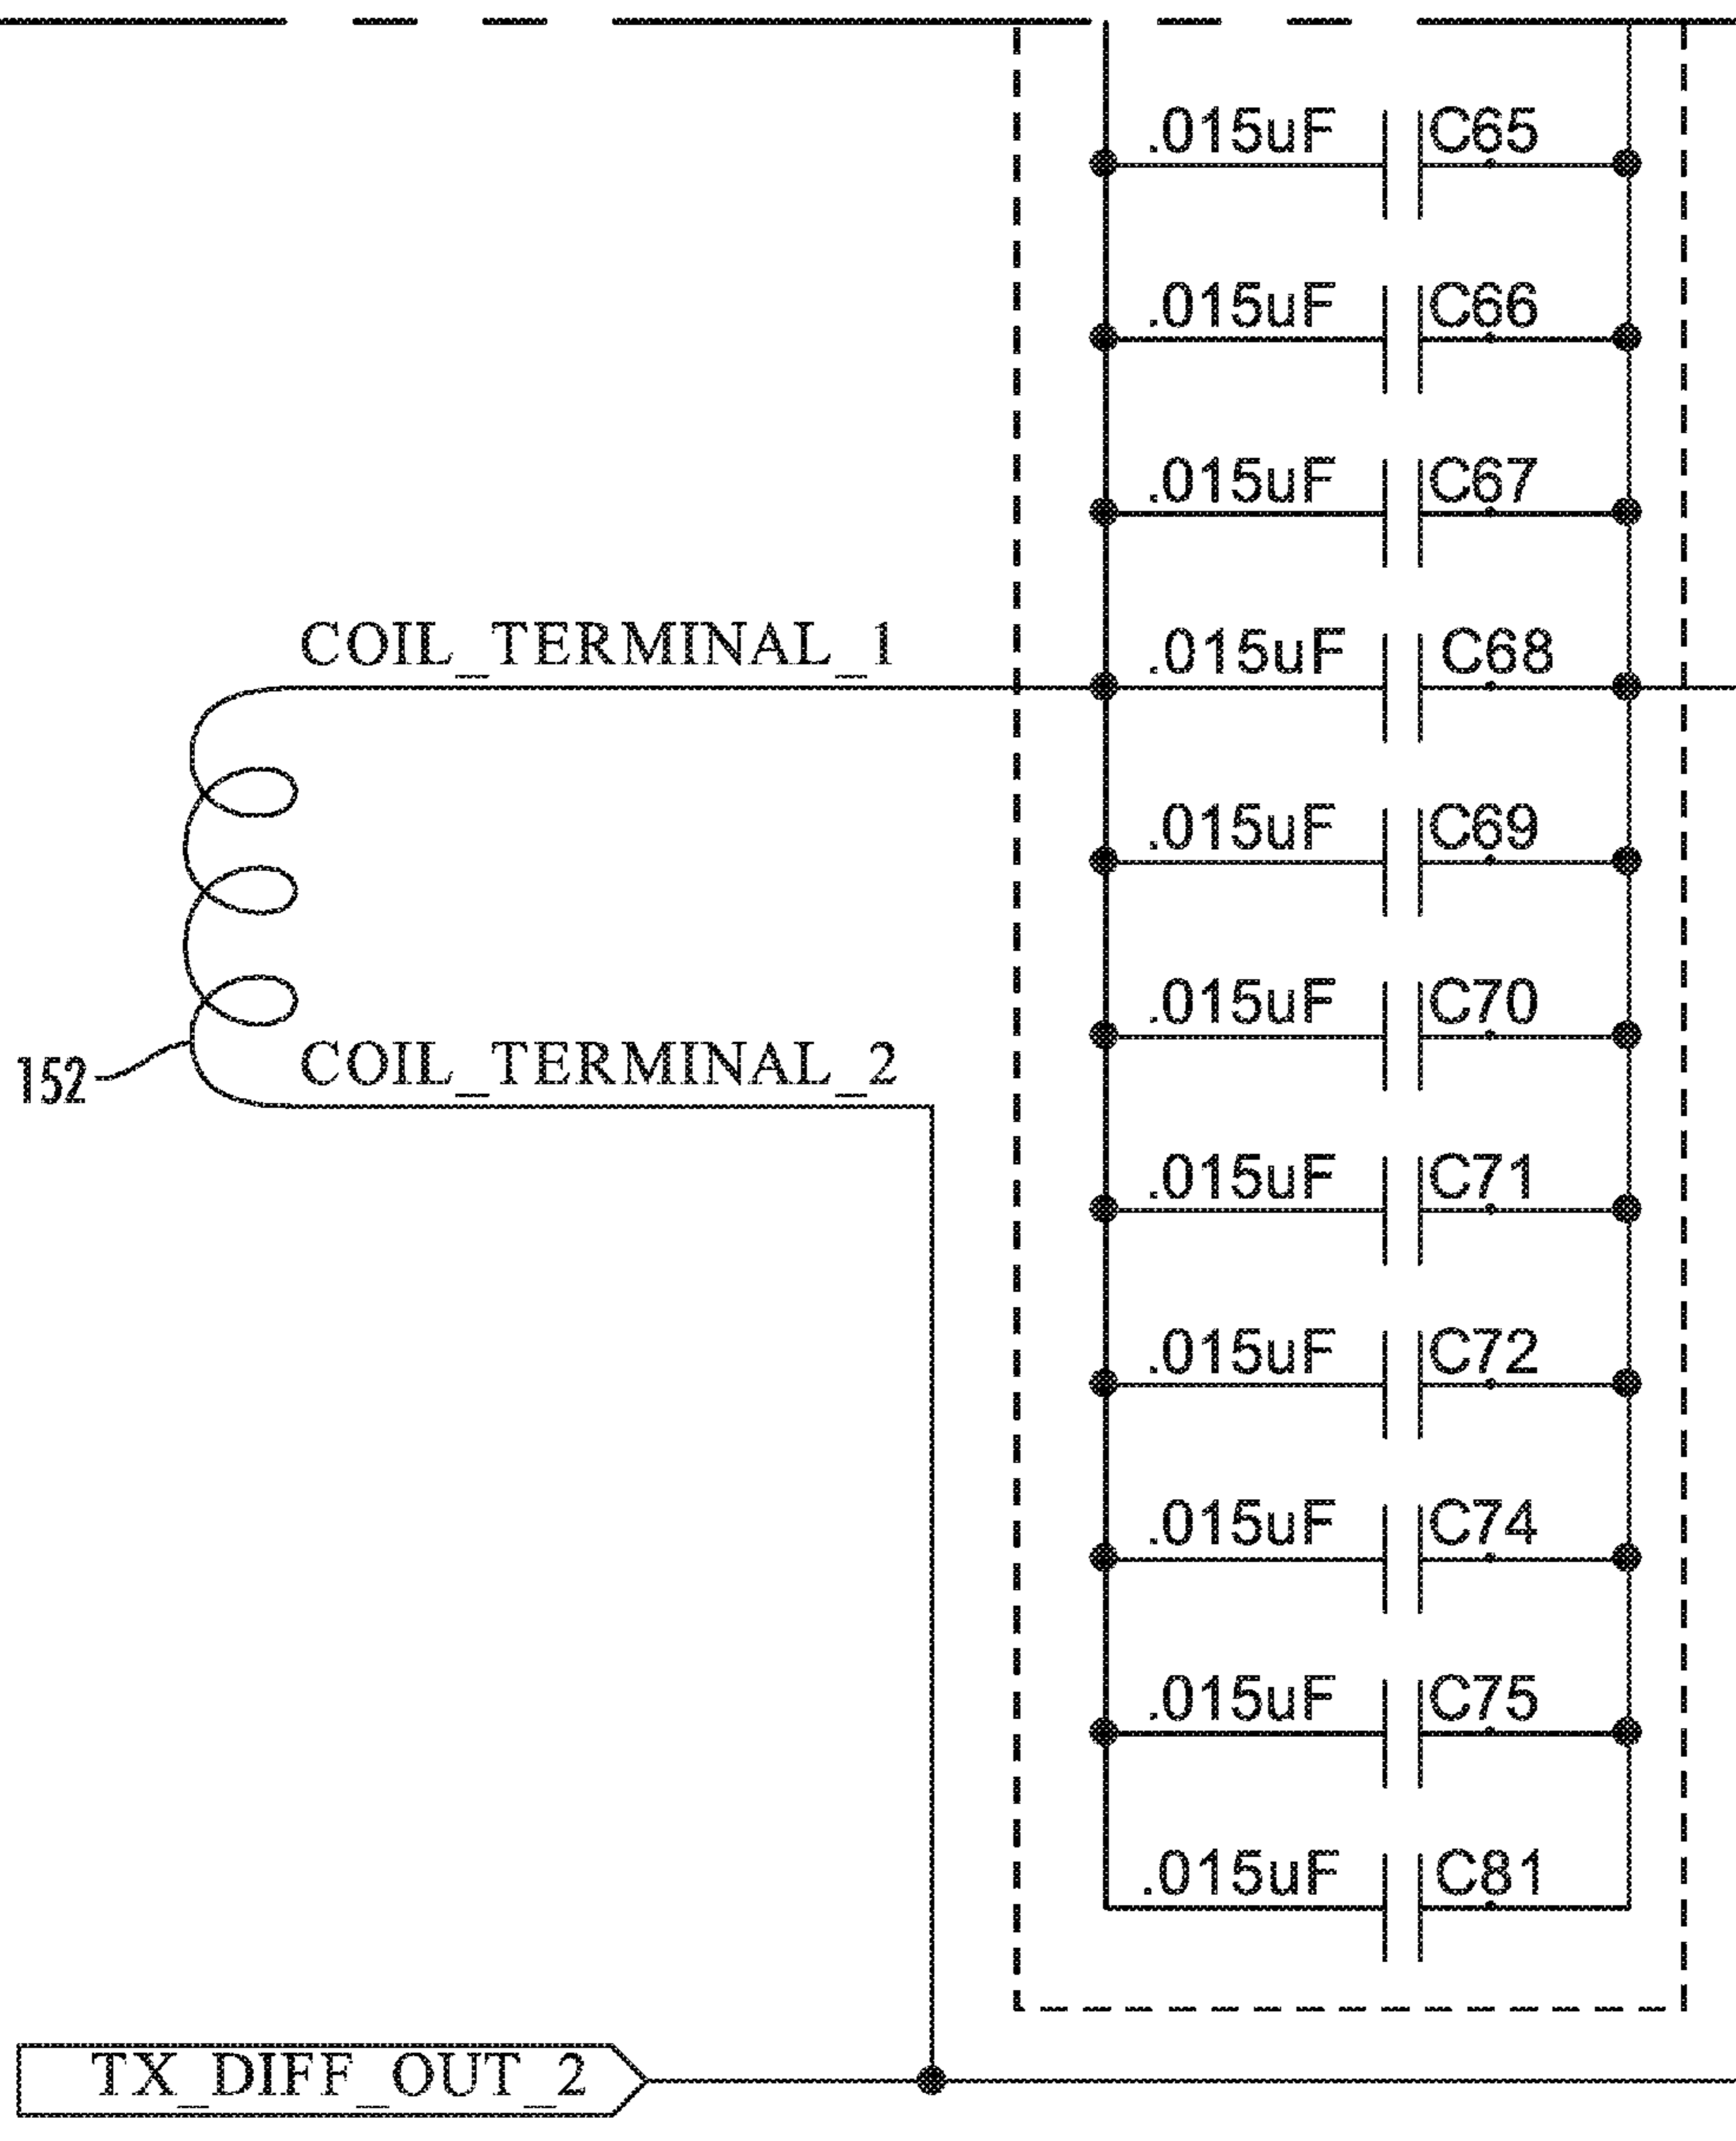 .015uF C65
.015uF C66
.015uF C67
COIL_TERMINAL_1
.015uF C68
.015uF C69
.015uF C70
152
COIL_TERMINAL_2
.015uF C71
.015uF C72
.015uF C74
.015uF C75
.015uF C81
TX_DIFF_OUT_2